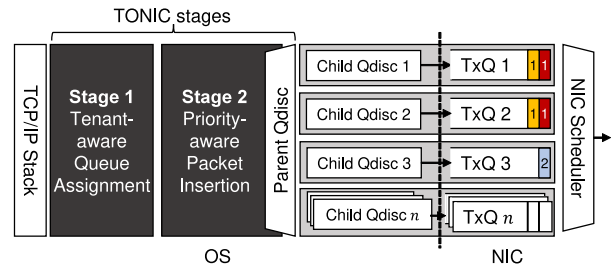 TONIC stages
TCP/IP Stack
Stage 1
Tenant-
aware
Queue
Assignment
Stage 2
Priority-
aware
Packet
Insertion
Parent Qdisc
Child Qdisc 1
TxQ 1
1 1
Child Qdisc 2
TxQ 2
1 1
Child Qdisc 3
TxQ 3
2
Child Qdisc n
TxQ n
NIC Scheduler
OS
NIC